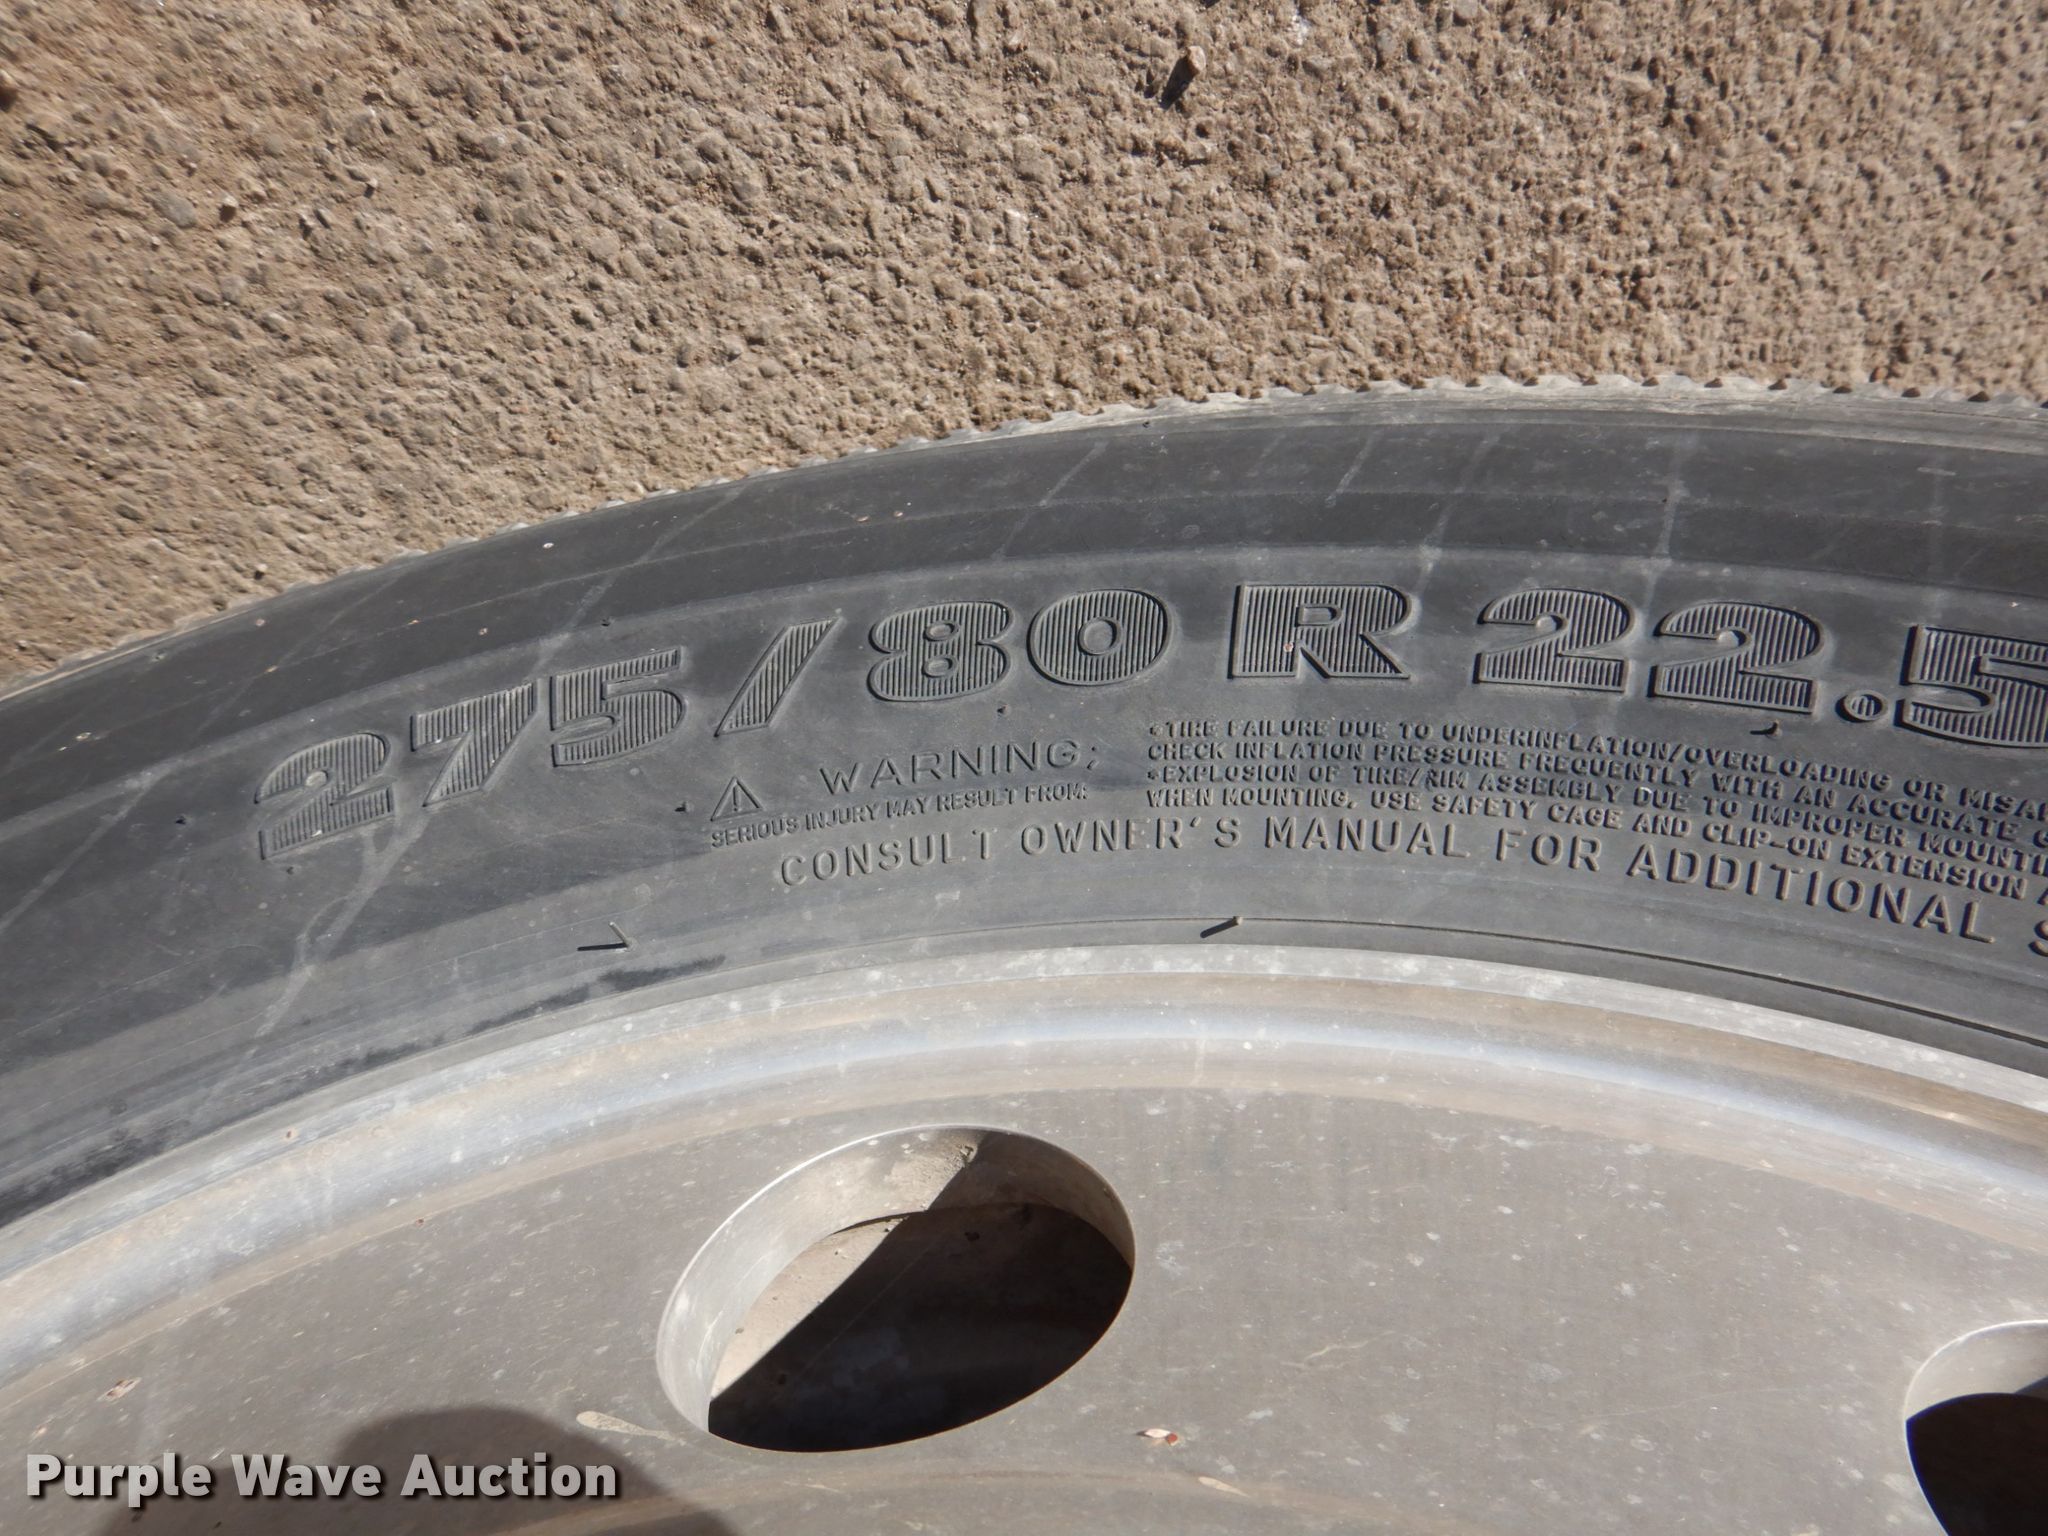 275/80 R 22.5
WARNING:
SERIOUS INJURY MAY RESULT FROM:
*TIRE FAILURE DUE TO UNDERINFLATION/OVERLOADING OR
CHECK INFLATION PRESSURE FREQUENTLY WITH AN ACCURATE
*EXPLOSION OF TIRE/RIM ASSEMBLY DUE TO IMPROPER
WHEN MOUNTING, USE SAFETY CAGE AND CLIP-ON EXTENSION
CONSULT OWNER'S MANUAL FOR ADDITIONAL
Purple Wave Auction